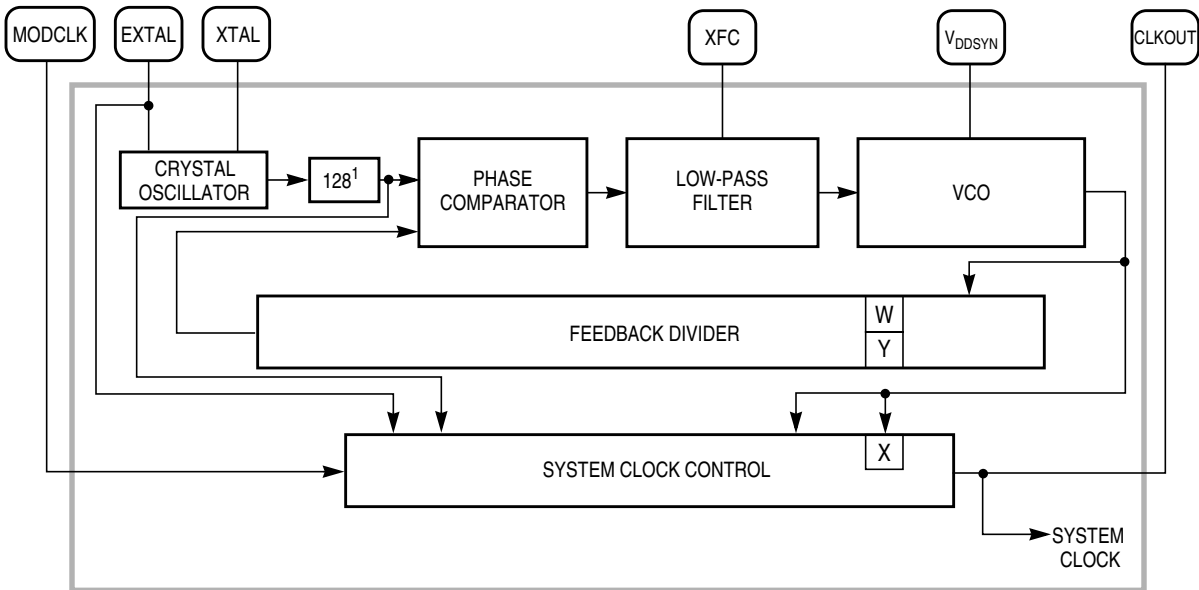 MODCLK
EXTAL
XTAL
XFC
VDDSYN
CLKOUT
CRYSTAL
OSCILLATOR
128¹
PHASE
COMPARATOR
LOW-PASS
FILTER
VCO
FEEDBACK DIVIDER
W
Y
SYSTEM CLOCK CONTROL
X
SYSTEM
CLOCK